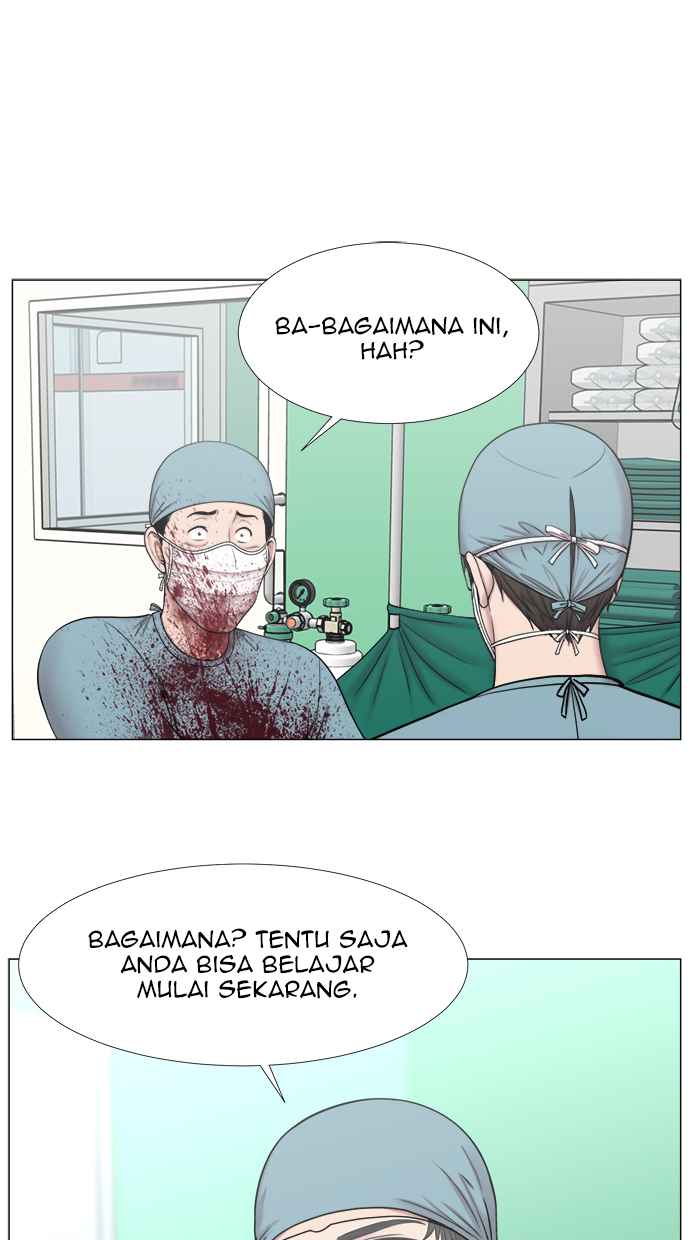 BA-BAGAIMANA INI,
HAH?
BAGAIMANA? TENTU SAJA
ANDA BISA BELAJAR
MULAI SEKARANG.